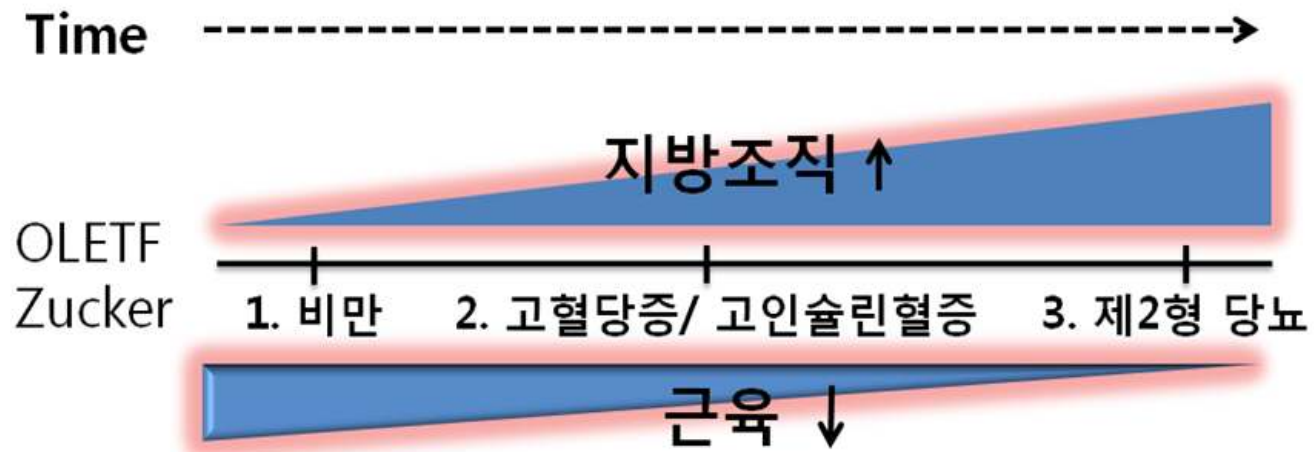 Time
지방조직 ↑
OLETF
Zucker
1. 비만 2. 고혈당증/ 고인슐린혈증 3. 제2형 당뇨
근육 ↓